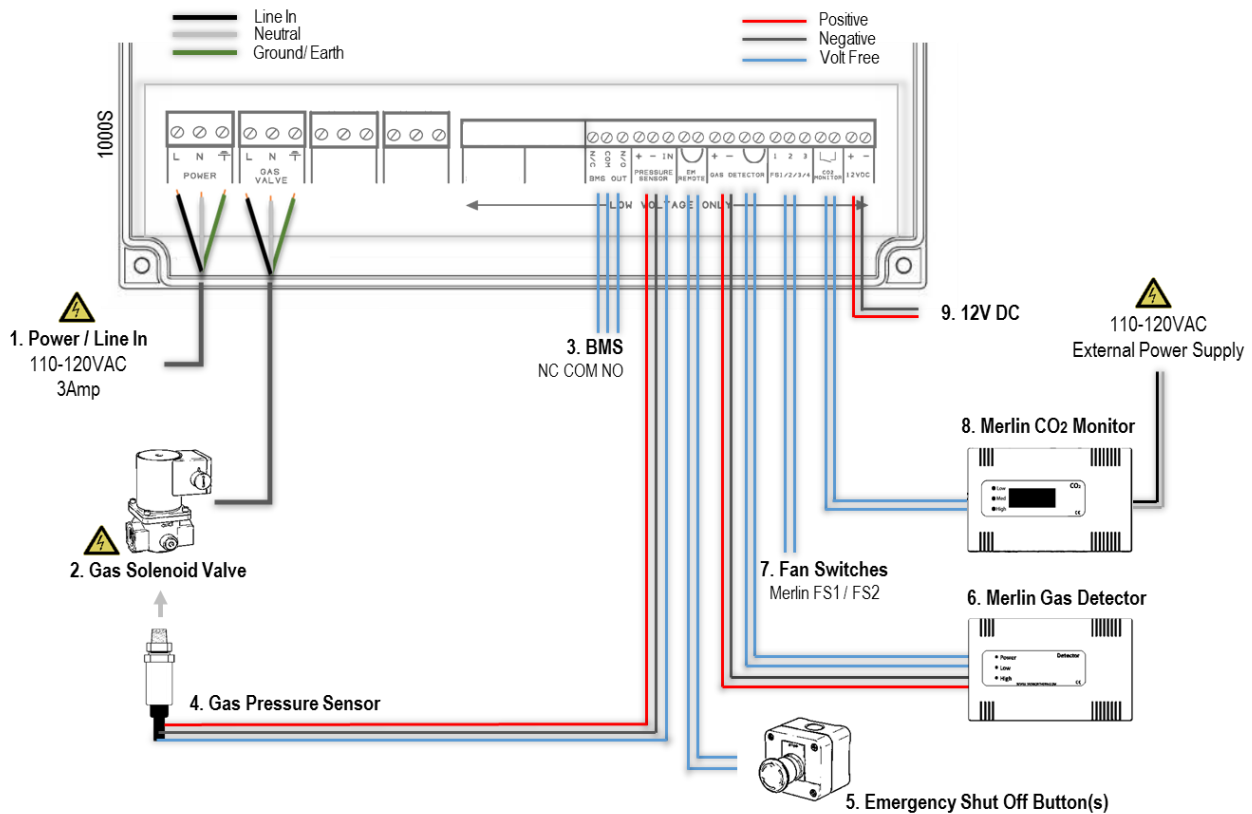 Line In
Neutral
Ground/ Earth
Positive
Negative
Volt Free
1000S
L N
POWER
L N
GAS
VALVE
N/C COM N/O
BMS OUT
+ - IN
PRESSURE
SENSOR
EM
REMOTE
+ -
GAS DETECTOR
1 2 3
FS1/2/3/4
CO2
MONITOR
+ -
12VDC
LOW VOLTAGE ONLY
1. Power / Line In
110-120VAC
3Amp
2. Gas Solenoid Valve
3. BMS
NC COM NO
4. Gas Pressure Sensor
9. 12V DC
110-120VAC
External Power Supply
8. Merlin CO2 Monitor
Low
Med
High
CO₂
CE
7. Fan Switches
Merlin FS1 / FS2
6. Merlin Gas Detector
Power
Low
High
Detector
CE
5. Emergency Shut Off Button(s)